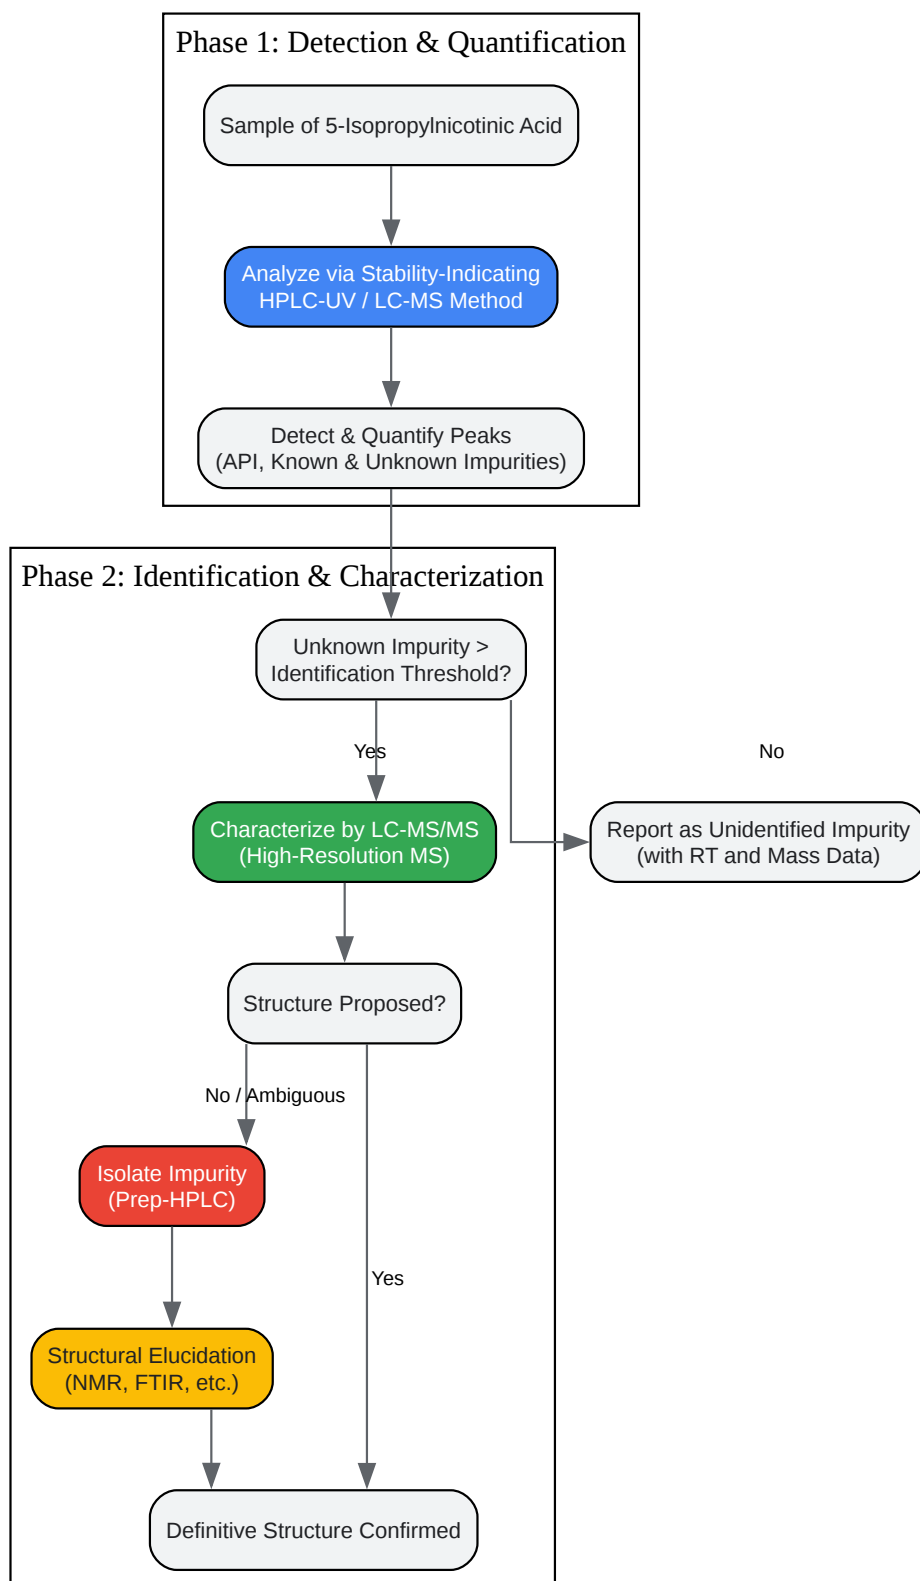 Phase 1: Detection & Quantification
Sample of 5-Isopropylnicotinic Acid
Analyze via Stability-Indicating
HPLC-UV / LC-MS Method
Detect & Quantify Peaks
(API, Known & Unknown Impurities)
Phase 2: Identification & Characterization
Unknown Impurity >
Identification Threshold?
Yes
No
Characterize by LC-MS/MS
(High-Resolution MS)
Report as Unidentified Impurity
(with RT and Mass Data)
Structure Proposed?
No / Ambiguous
Isolate Impurity
(Prep-HPLC)
Yes
Structural Elucidation
(NMR, FTIR, etc.)
Definitive Structure Confirmed